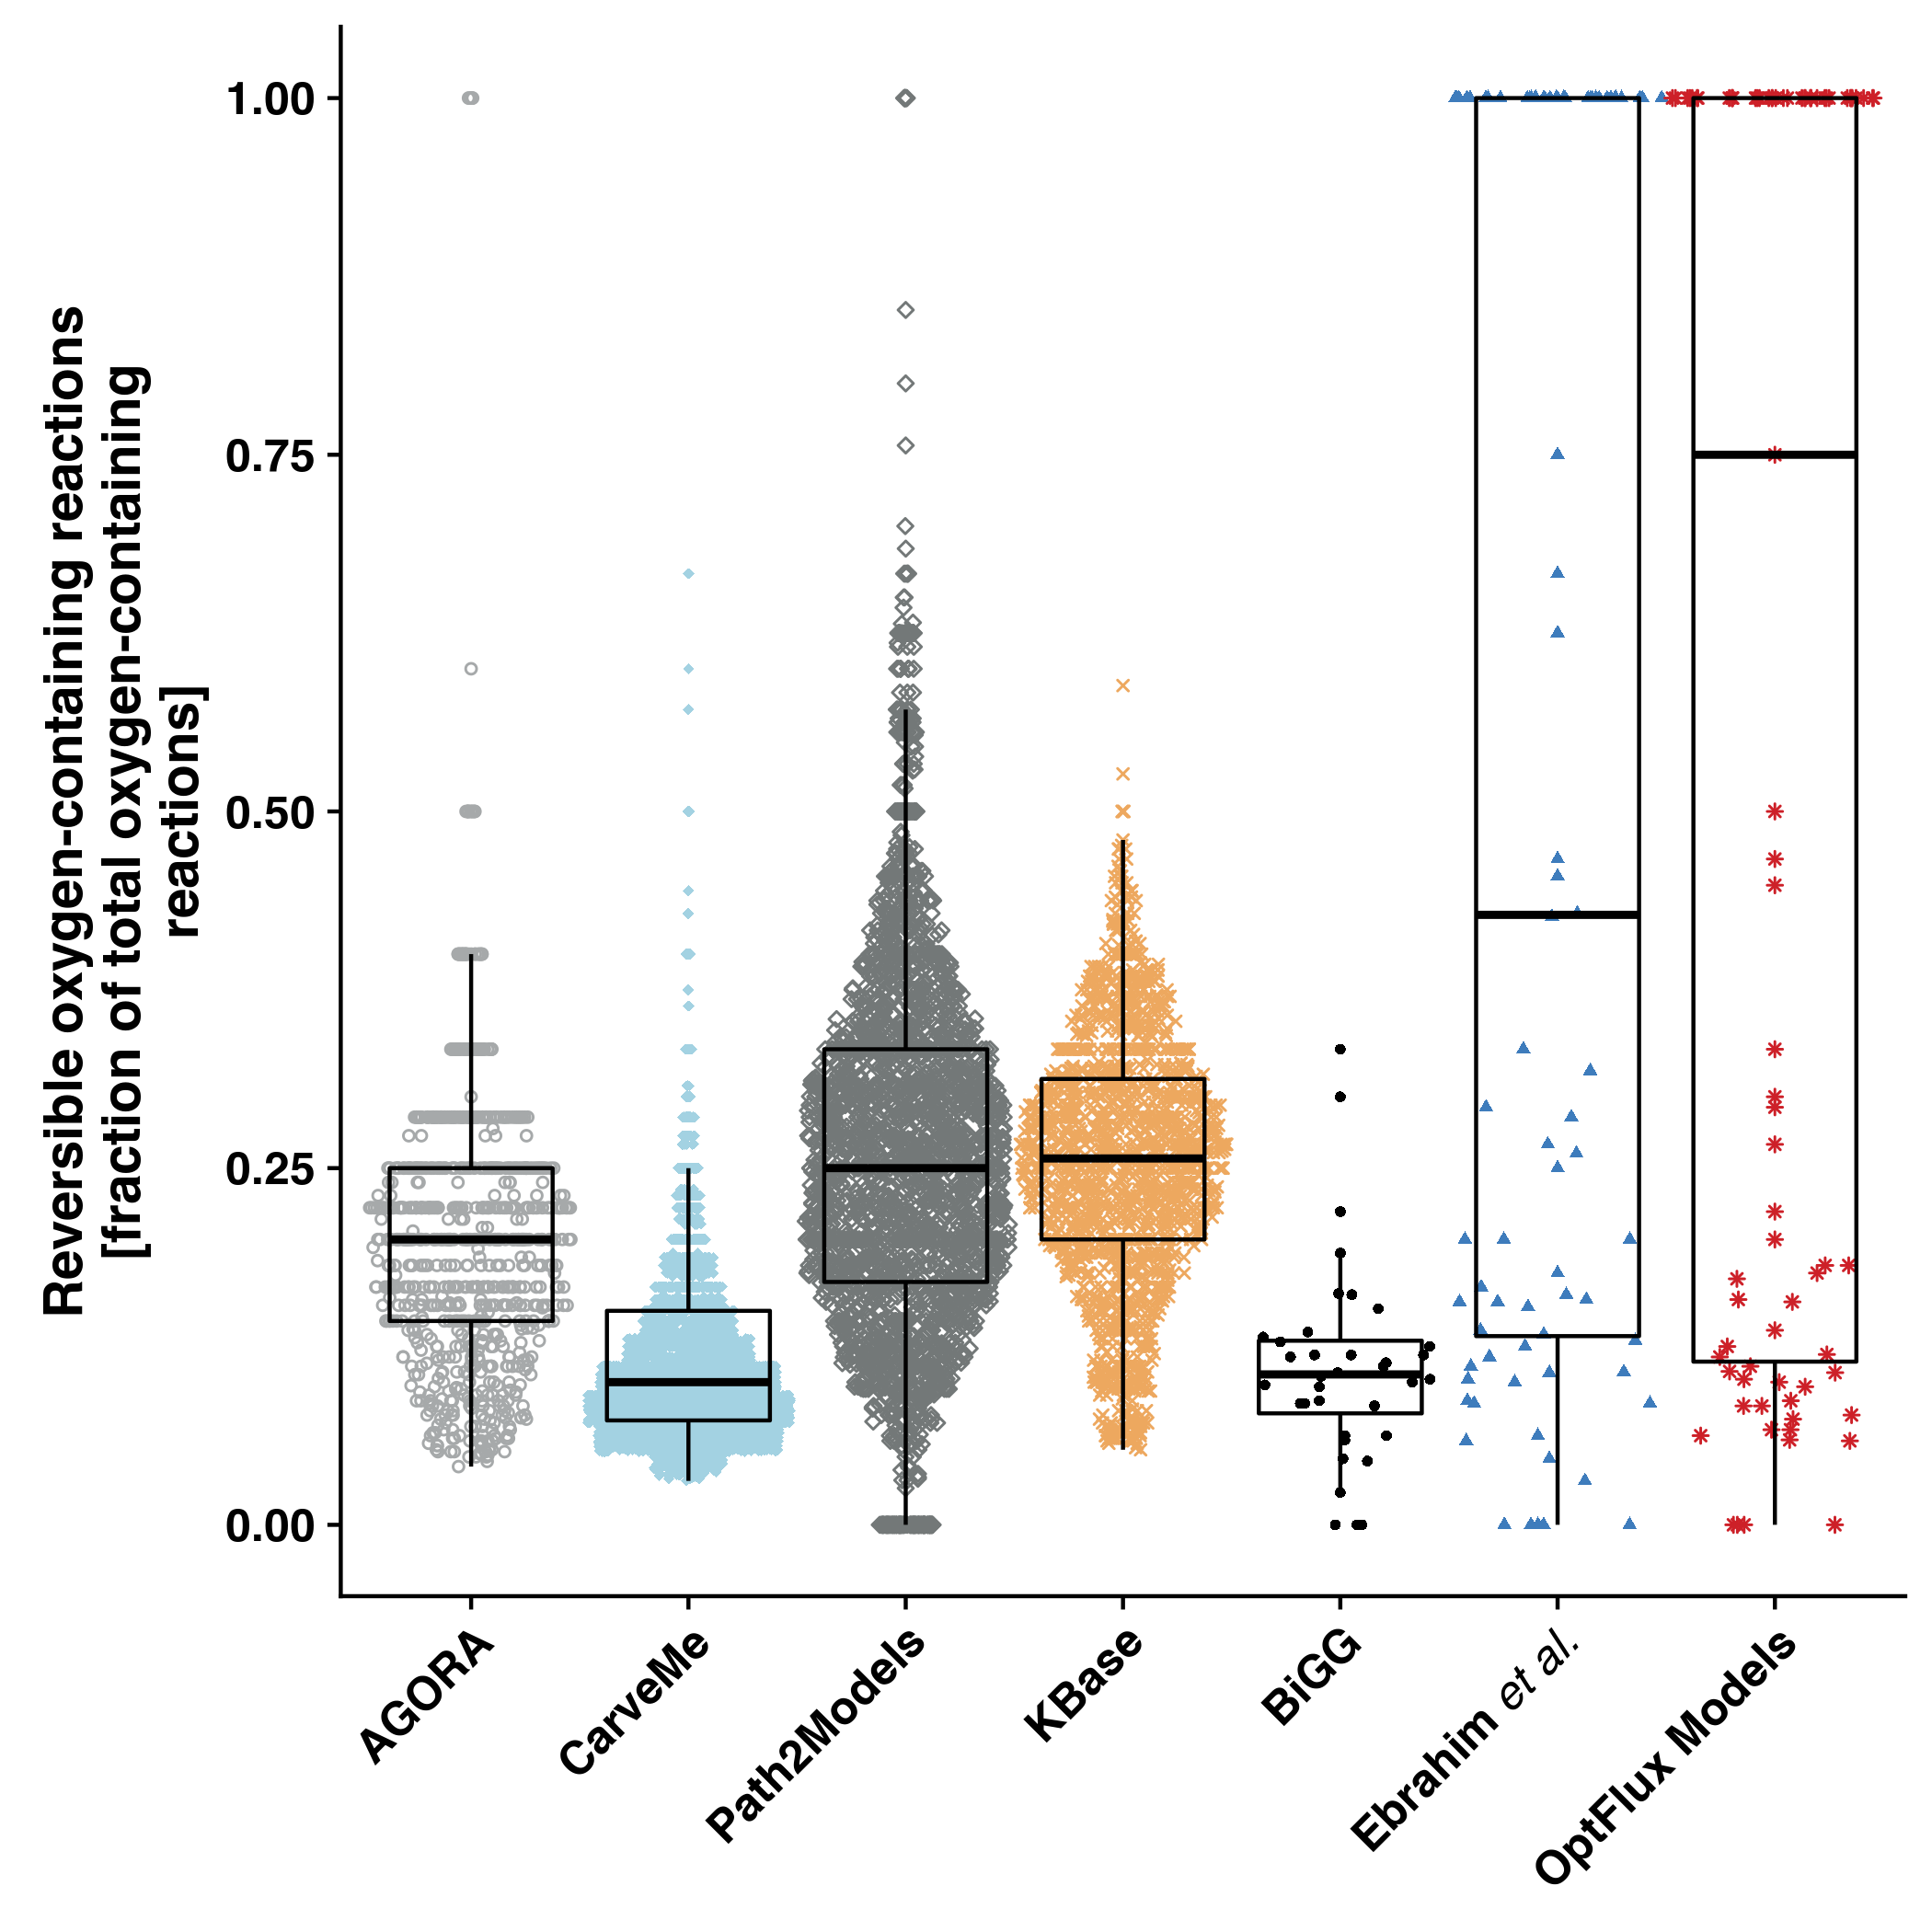 Reversible oxygen-containing reactions
[fraction of total oxygen-containing
reactions]
1.00
0.75
0.50
0.25
0.00
AGORA
CarveMe
Path2Models
KBase
BiGG
Ebrahim et al.
OptFlux Models